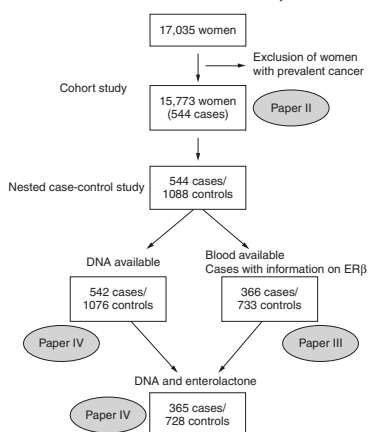 17,035 women
Exclusion of women
with prevalent cancer
Cohort study
15,773 women
(544 cases)
Paper II
Nested case-control study
544 cases/
1088 controls
DNA available
Blood available
Cases with information on ERβ
542 cases/
1076 controls
366 cases/
733 controls
Paper IV
Paper III
DNA and enterolactone
Paper IV
365 cases/
728 controls